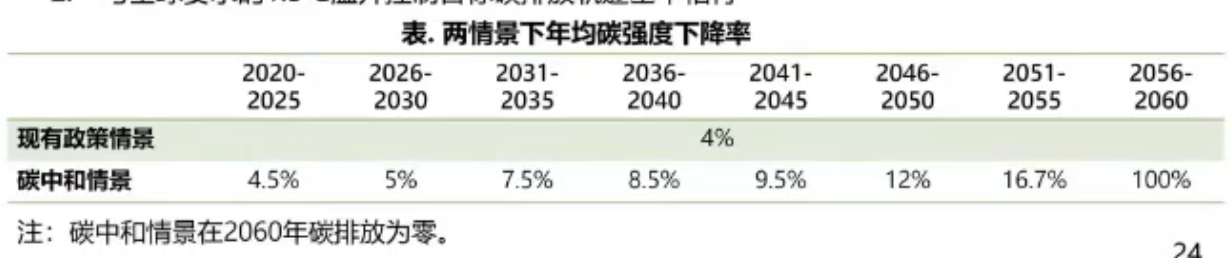 表. 两情景下年均碳强度下降率
2020- 2026- 2031- 2036- 2041- 2046- 2051- 2056-
2025 2030 2035 2040 2045 2050 2055 2060
现有政策情景 4%
碳中和情景 4.5% 5% 7.5% 8.5% 9.5% 12% 16.7% 100%
注：碳中和情景在2060年碳排放为零。
24